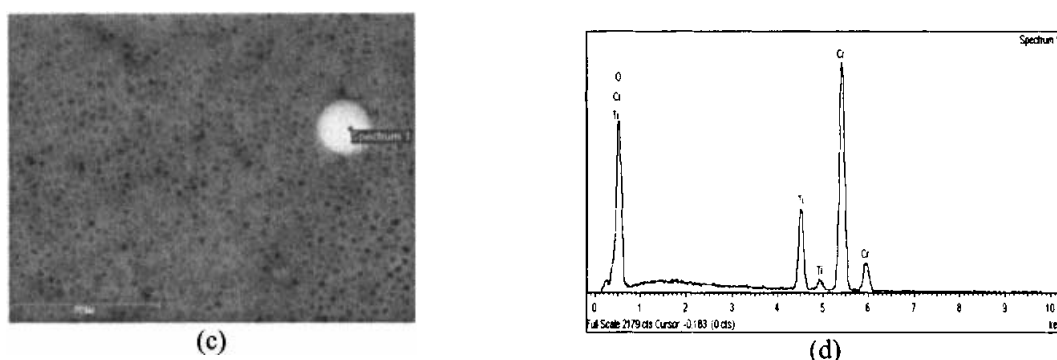 Spectrum 1
(c)
Spectrum 1
O
Cr
Cr
Ti
Ti
Ti
Cr
0 1 2 3 4 5 6 7 8 9 10
Full Scale 2179 cts Cursor -0.183 (0 cts)
(d)